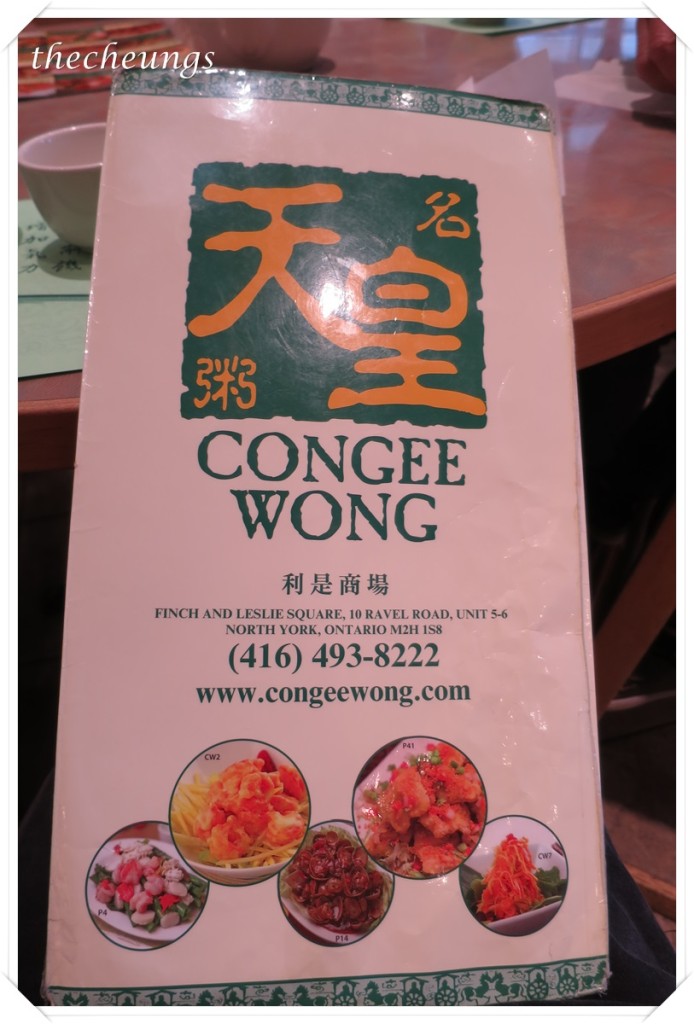 thecheungs
天皇
名
粥
CONGEE
WONG
利是商場
FINCH AND LESLIE SQUARE, 10 RAVEL ROAD, UNIT 5-6
NORTH YORK, ONTARIO M2H 1S8
(416) 493-8222
www.congeewong.com
CW2
P41
P4
P14
CW7